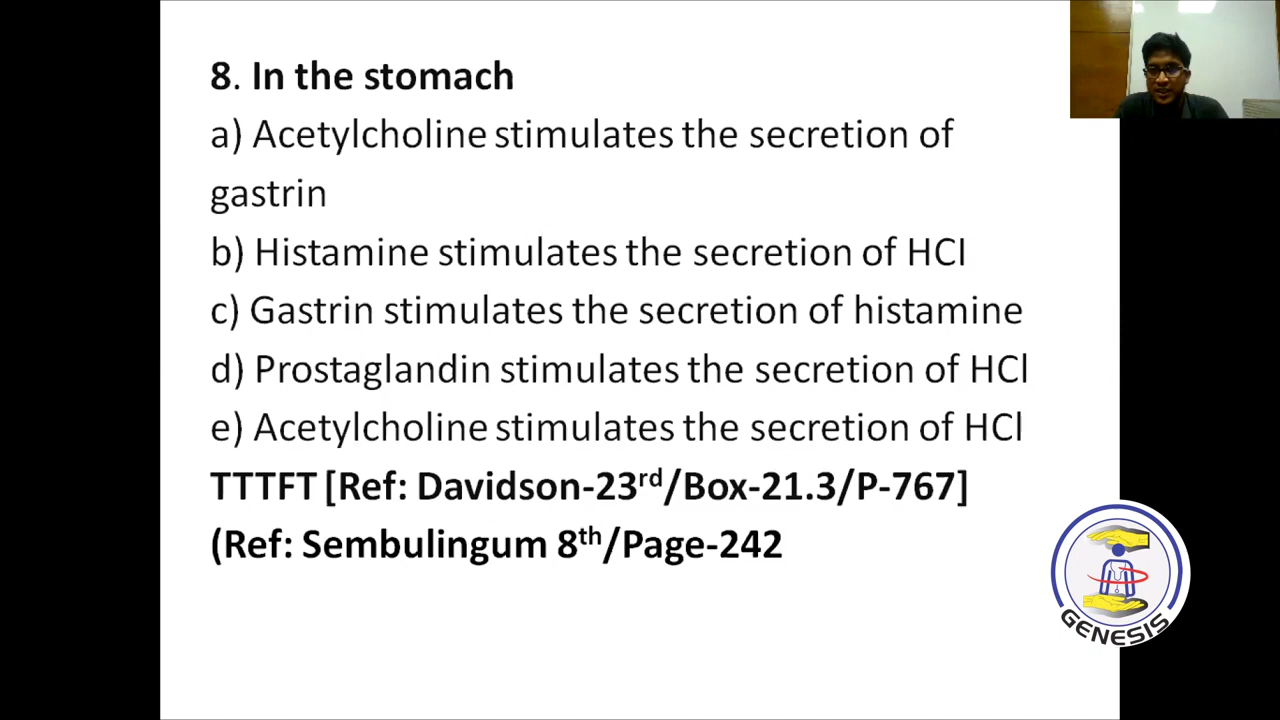 8. In the stomach
a) Acetylcholine stimulates the secretion of
gastrin
b) Histamine stimulates the secretion of HCI
c) Gastrin stimulates the secretion of histamine
d) Prostaglandin stimulates the secretion of HCl
e) Acetylcholine stimulates the secretion of HCl
TTTFT [Ref: Davidson-23rd/Box-21.3/P-767]
(Ref: Sembulingum 8th/Page-242
GENESIS